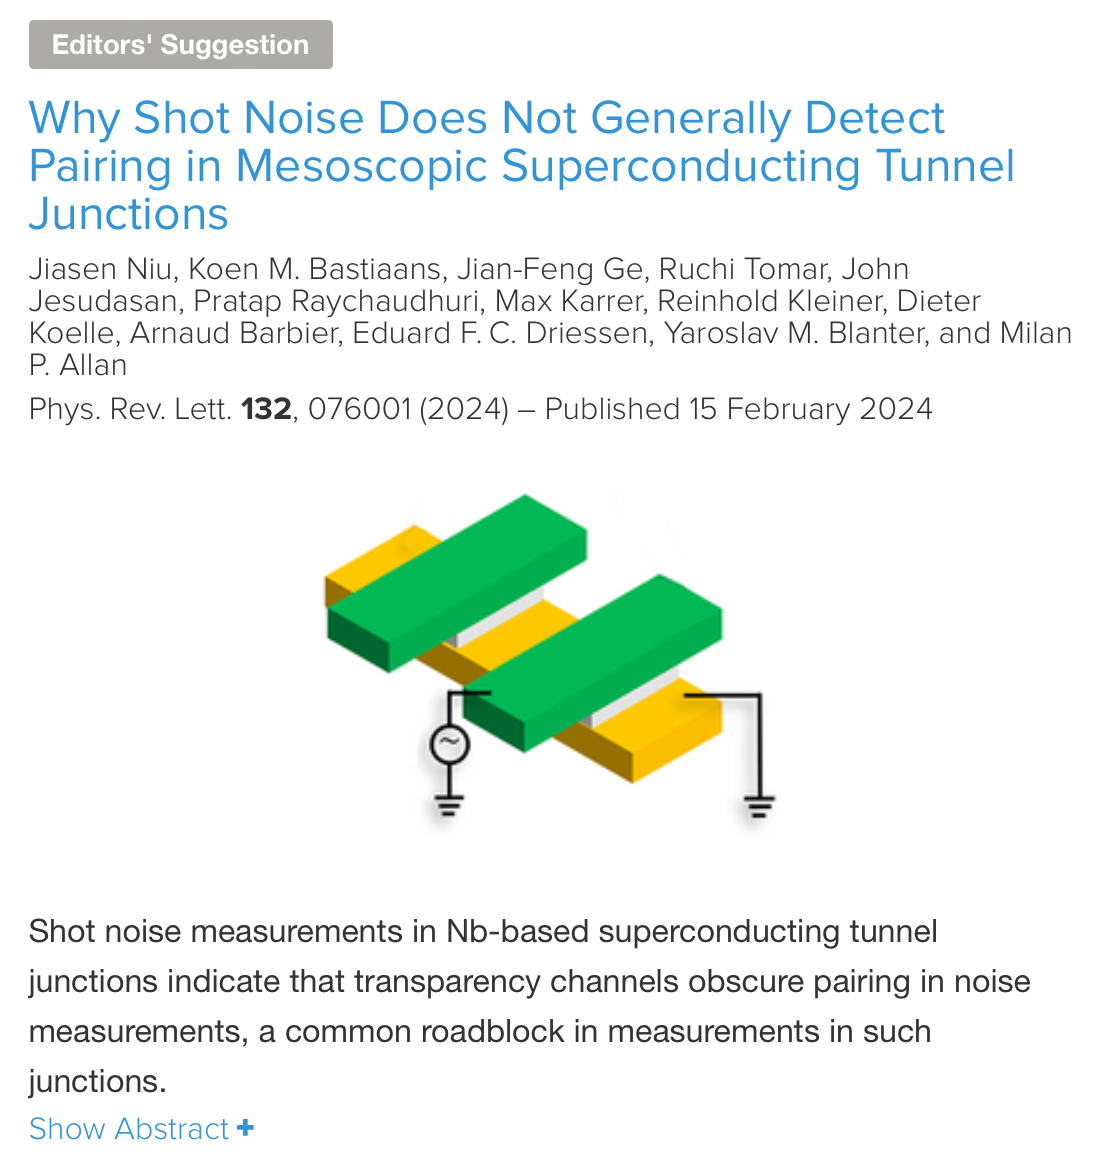 Editors' Suggestion
Why Shot Noise Does Not Generally Detect
Pairing in Mesoscopic Superconducting Tunnel
Junctions
Jiasen Niu, Koen M. Bastiaans, Jian-Feng Ge, Ruchi Tomar, John
Jesudasan, Pratap Raychaudhuri, Max Karrer, Reinhold Kleiner, Dieter
Koelle, Arnaud Barbier, Eduard F. C. Driessen, Yaroslav M. Blanter, and Milan
P. Allan
Phys. Rev. Lett. 132, 076001 (2024) – Published 15 February 2024
Shot noise measurements in Nb-based superconducting tunnel
junctions indicate that transparency channels obscure pairing in noise
measurements, a common roadblock in measurements in such
junctions.
Show Abstract +